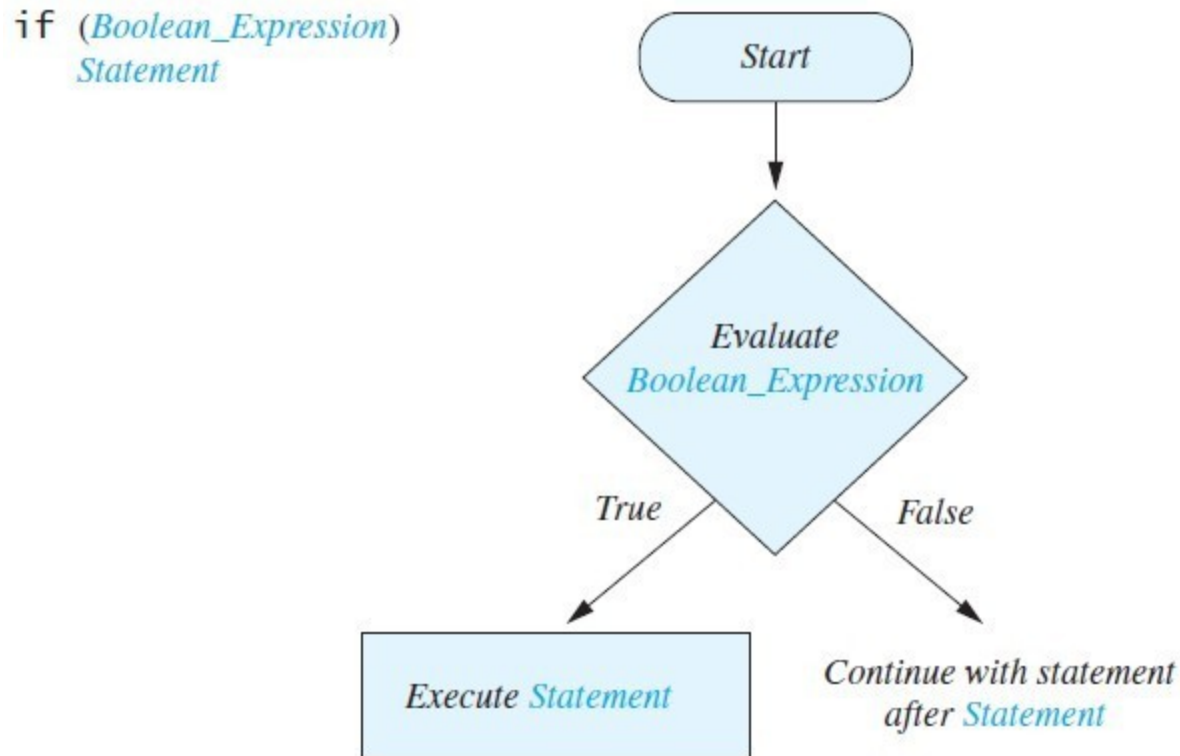 if (Boolean_Expression)
Statement
Start
Evaluate
Boolean_Expression
True
False
Execute Statement
Continue with statement
after Statement